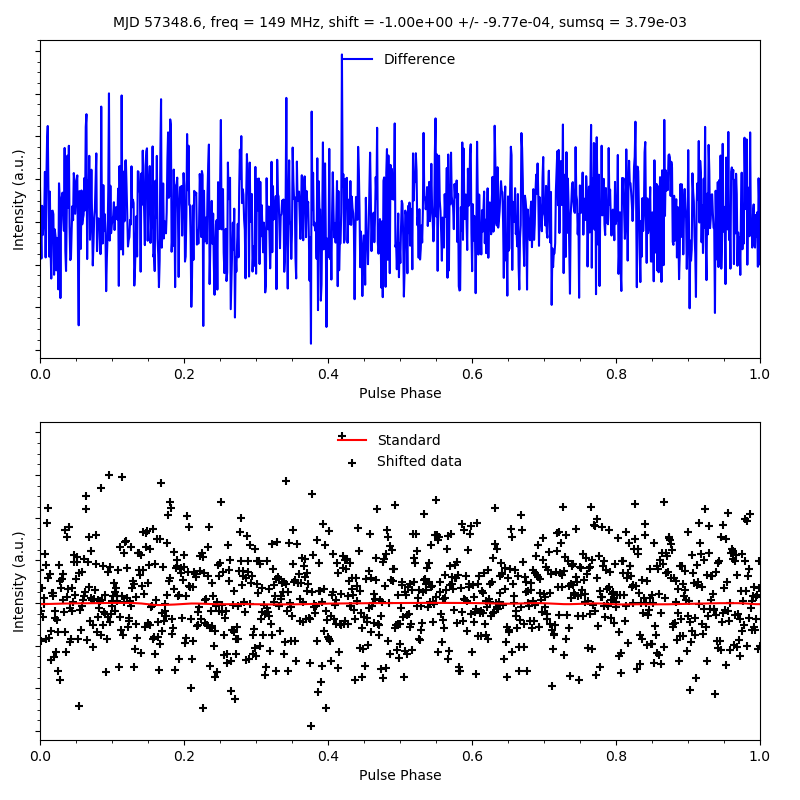 MJD 57348.6, freq = 149 MHz, shift = -1.00e+00 +/- -9.77e-04, sumsq = 3.79e-03
Difference
Intensity (a.u.)
0.0 0.2 0.4 0.6 0.8 1.0
Pulse Phase
Standard
Shifted data
Intensity (a.u.)
0.0 0.2 0.4 0.6 0.8 1.0
Pulse Phase